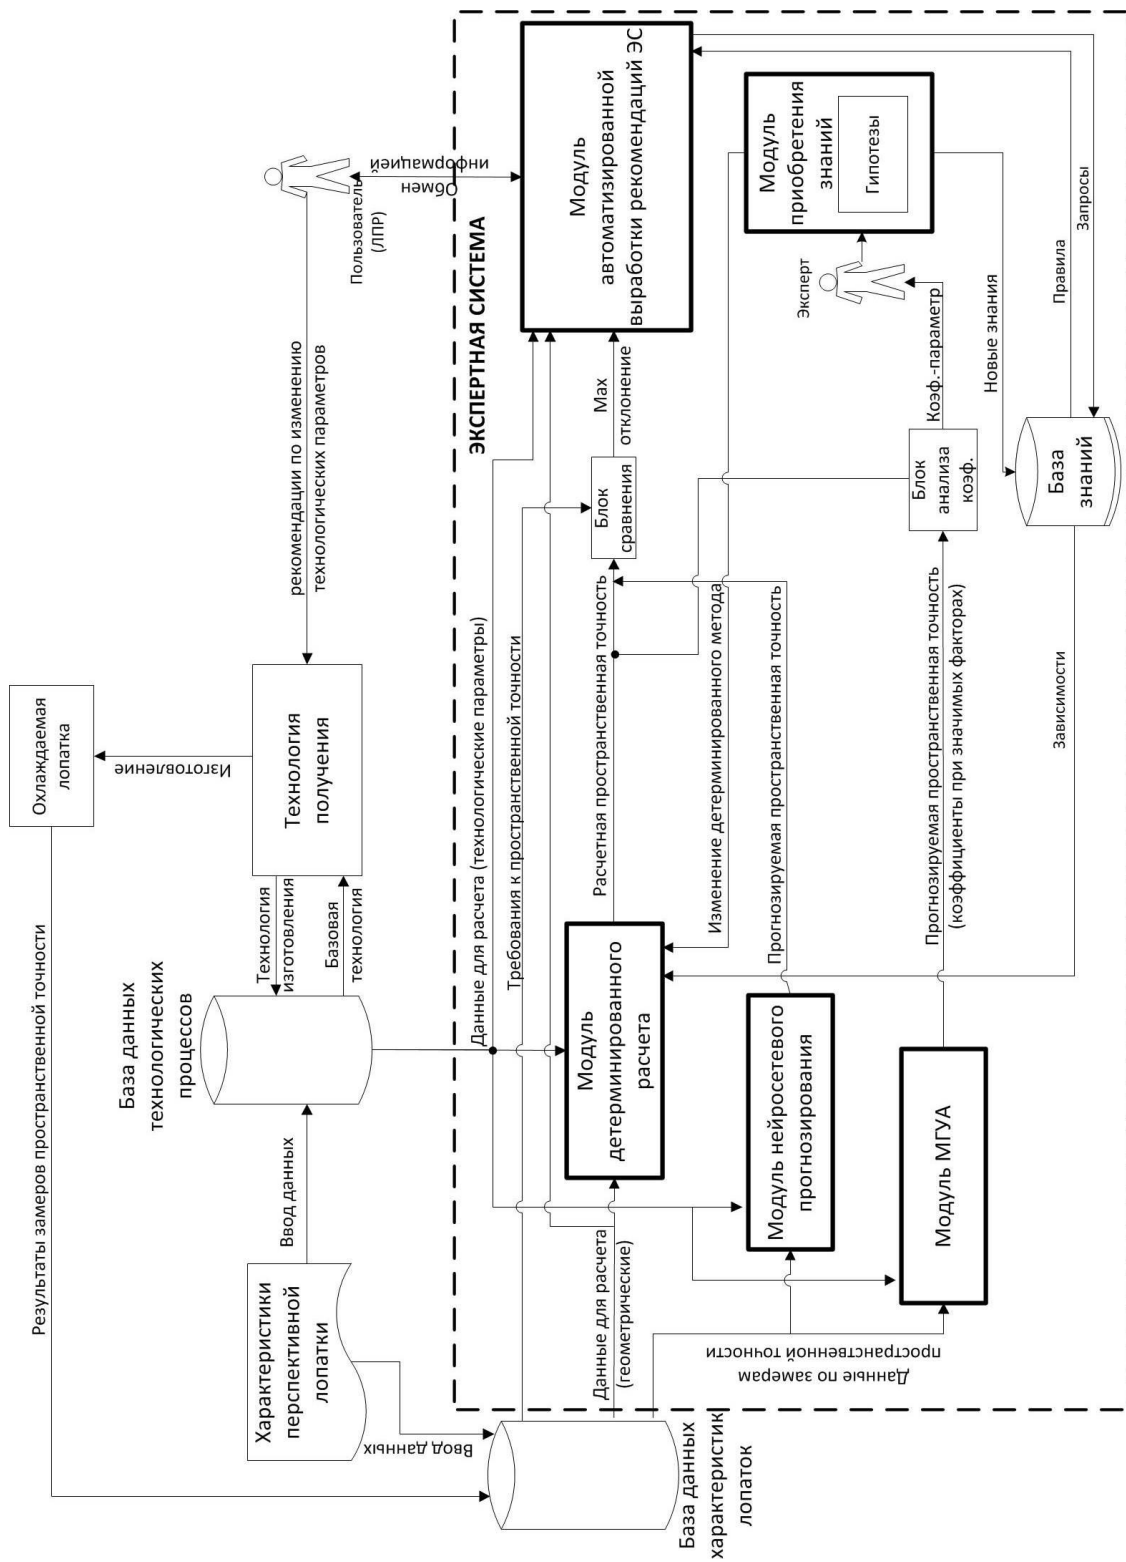 Результаты замеров пространственной точности
Охлаждаемая
лопатка
Изготовление
Характеристики
перспективной
лопатки
Ввод данных
Ввод данных
База данных
технологических
процессов
Технология
изготовления
Базовая
технология
Технология
получения
рекомендации по изменению
технологических параметров
Пользователь
(ЛПР)
Обмен
информацией
ЭКСПЕРТНАЯ СИСТЕМА
База данных
характеристик
лопаток
Данные для расчета (технологические параметры)
Требования к пространственной точности
Данные для расчета
(геометрические)
Данные по замерам
пространственной точности
Модуль
детерминированного
расчета
Расчетная пространственная точность
Блок
сравнения
Max
отклонение
Модуль
автоматизированной
выработки рекомендаций ЭС
Изменение детерминированного метода
Модуль нейросетевого
прогнозирования
Прогнозируемая пространственная точность
Модуль
приобретения
знаний
Гипотезы
Эксперт
Модуль МГУА
Прогнозируемая пространственная точность
(коэффициенты при значимых факторах)
Блок
анализа
коэф.
Коэф.-параметр
Новые знания
База
знаний
Зависимости
Правила
Запросы